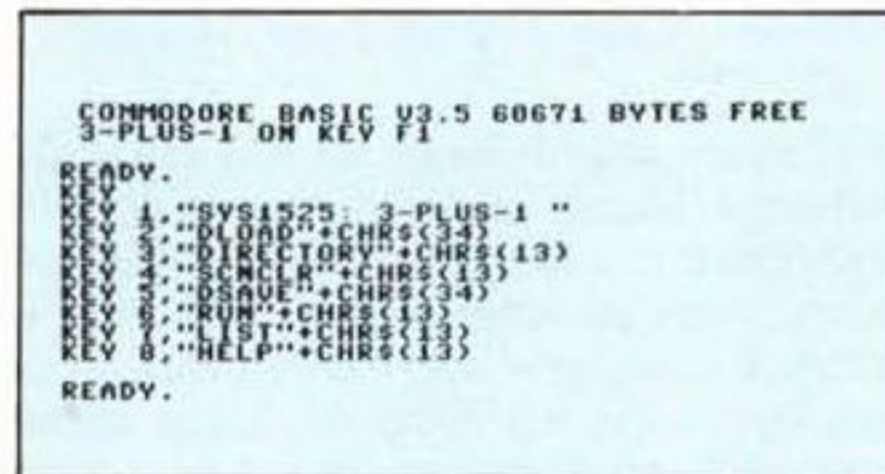 COMMODORE BASIC V3.5 60671 BYTES FREE
3-PLUS-1 ON KEY F1
READY.
KEY
KEY 1,"SYS1525: 3-PLUS-1 "
KEY 2,"DLOAD"+CHR$(34)
KEY 3,"DIRECTORY"+CHR$(13)
KEY 4,"SCNCLR"+CHR$(13)
KEY 5,"DSAVE"+CHR$(34)
KEY 6,"RUN"+CHR$(13)
KEY 7,"LIST"+CHR$(13)
KEY 8,"HELP"+CHR$(13)
READY.